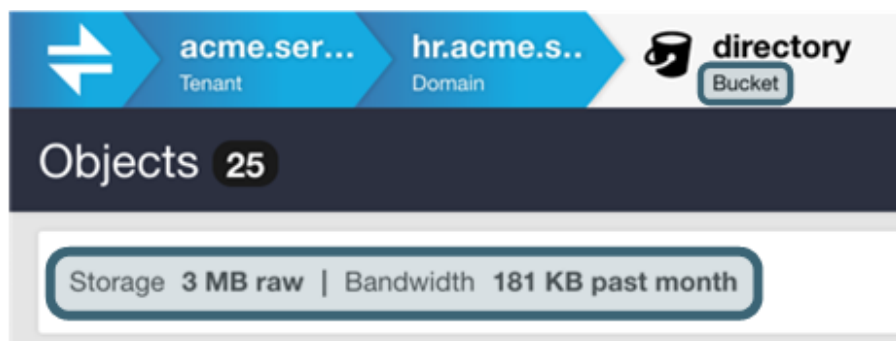 acme.ser... hr.acme.s.. directory
Tenant Domain Bucket
Objects 25
Storage 3 MB raw | Bandwidth 181 KB past month